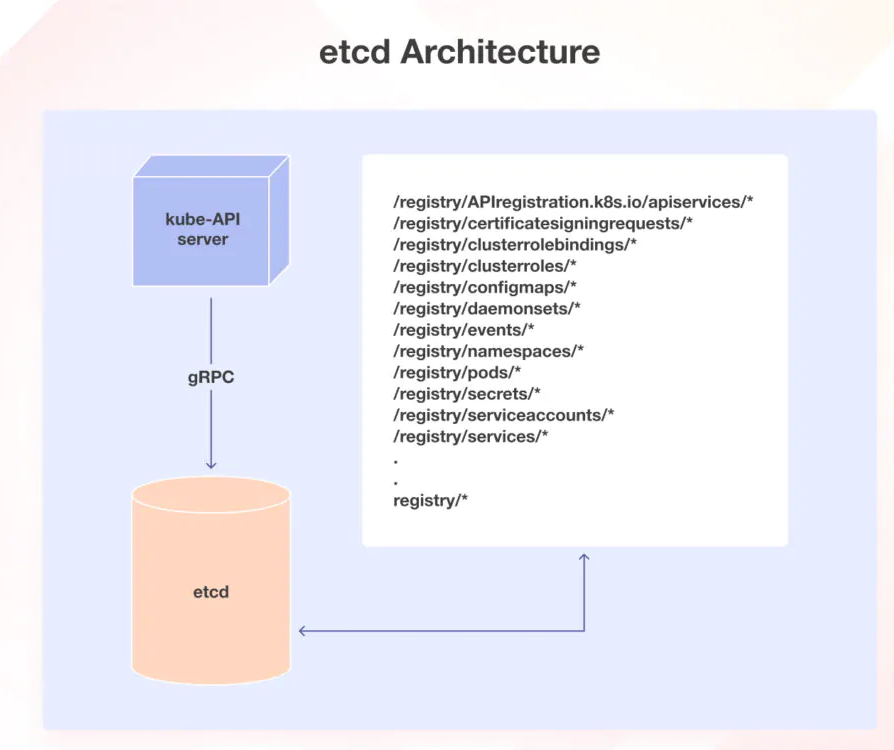 etcd Architecture
kube-API
server
gRPC
etcd
/registry/APIregistration.k8s.io/apiservices/*
/registry/certificatesigningrequests/*
/registry/clusterrolebindings/*
/registry/clusterroles/*
/registry/configmaps/*
/registry/daemonsets/*
/registry/events/*
/registry/namespaces/*
/registry/pods/*
/registry/secrets/*
/registry/serviceaccounts/*
/registry/services/*
.
.
registry/*